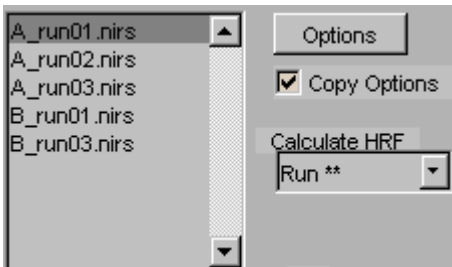 A_run01.nirs
A_run02.nirs
A_run03.nirs
B_run01.nirs
B_run03.nirs
Options
Copy Options
Calculate HRF
Run **